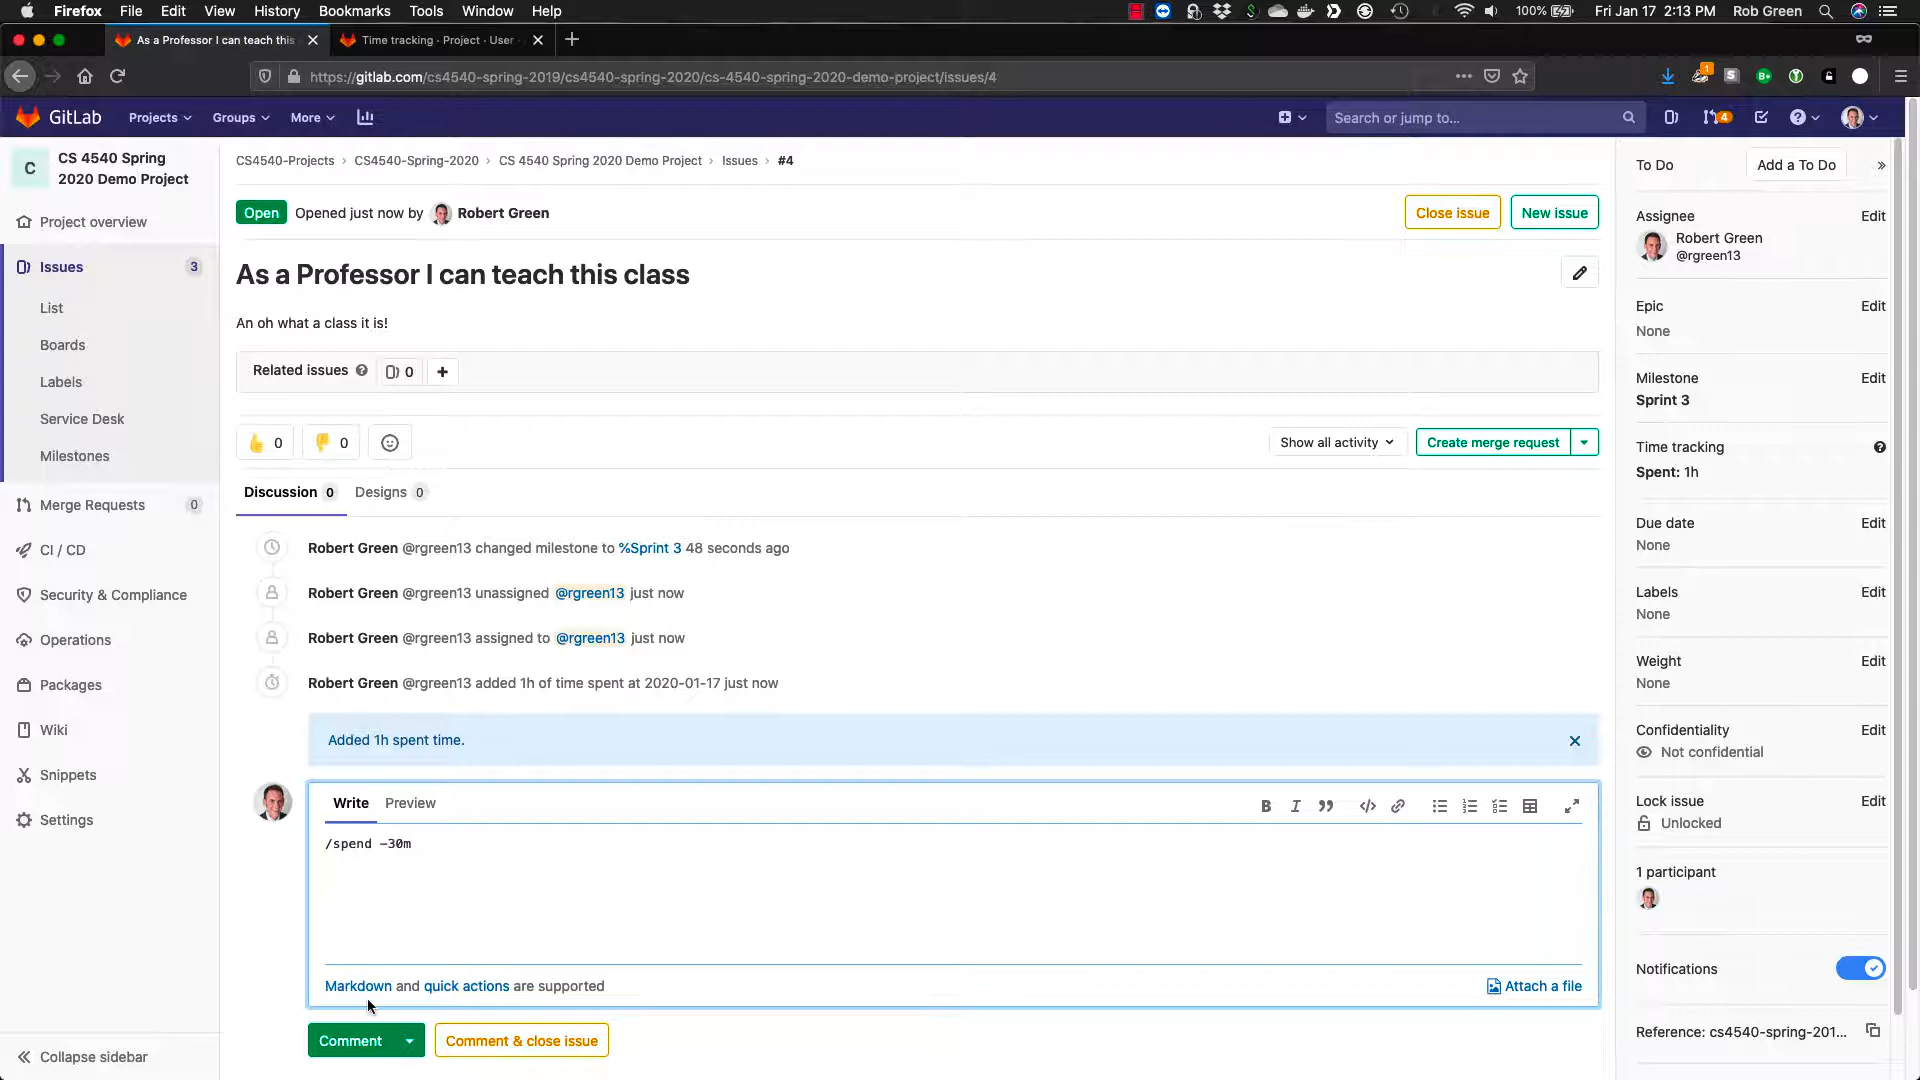 Firefox File Edit View History Bookmarks Tools Window Help
100% Fri Jan 17 2:13 PM Rob Green
As a Professor I can teach this
Time tracking · Project · User
https://gitlab.com/cs4540-spring-2019/cs4540-spring-2020/cs-4540-spring-2020-demo-project/issues/4
GitLab Projects Groups More
Search or jump to...
4
C
CS 4540 Spring
2020 Demo Project
Project overview
Issues 3
List
Boards
Labels
Service Desk
Milestones
Merge Requests 0
CI / CD
Security & Compliance
Operations
Packages
Wiki
Snippets
Settings
Collapse sidebar
CS4540-Projects › CS4540-Spring-2020 › CS 4540 Spring 2020 Demo Project › Issues › #4
Open Opened just now by Robert Green
Close issue New issue
As a Professor I can teach this class
An oh what a class it is!
Related issues 0
0 0
Show all activity
Create merge request
Discussion 0 Designs 0
Robert Green @rgreen13 changed milestone to %Sprint 3 48 seconds ago
Robert Green @rgreen13 unassigned @rgreen13 just now
Robert Green @rgreen13 assigned to @rgreen13 just now
Robert Green @rgreen13 added 1h of time spent at 2020-01-17 just now
Added 1h spent time.
Write Preview
/spend -30m
Markdown and quick actions are supported
Attach a file
Comment
Comment & close issue
To Do Add a To Do
Assignee Edit
Robert Green
@rgreen13
Epic Edit
None
Milestone Edit
Sprint 3
Time tracking
Spent: 1h
Due date Edit
None
Labels Edit
None
Weight Edit
None
Confidentiality Edit
Not confidential
Lock issue Edit
Unlocked
1 participant
Notifications
Reference: cs4540-spring-201...